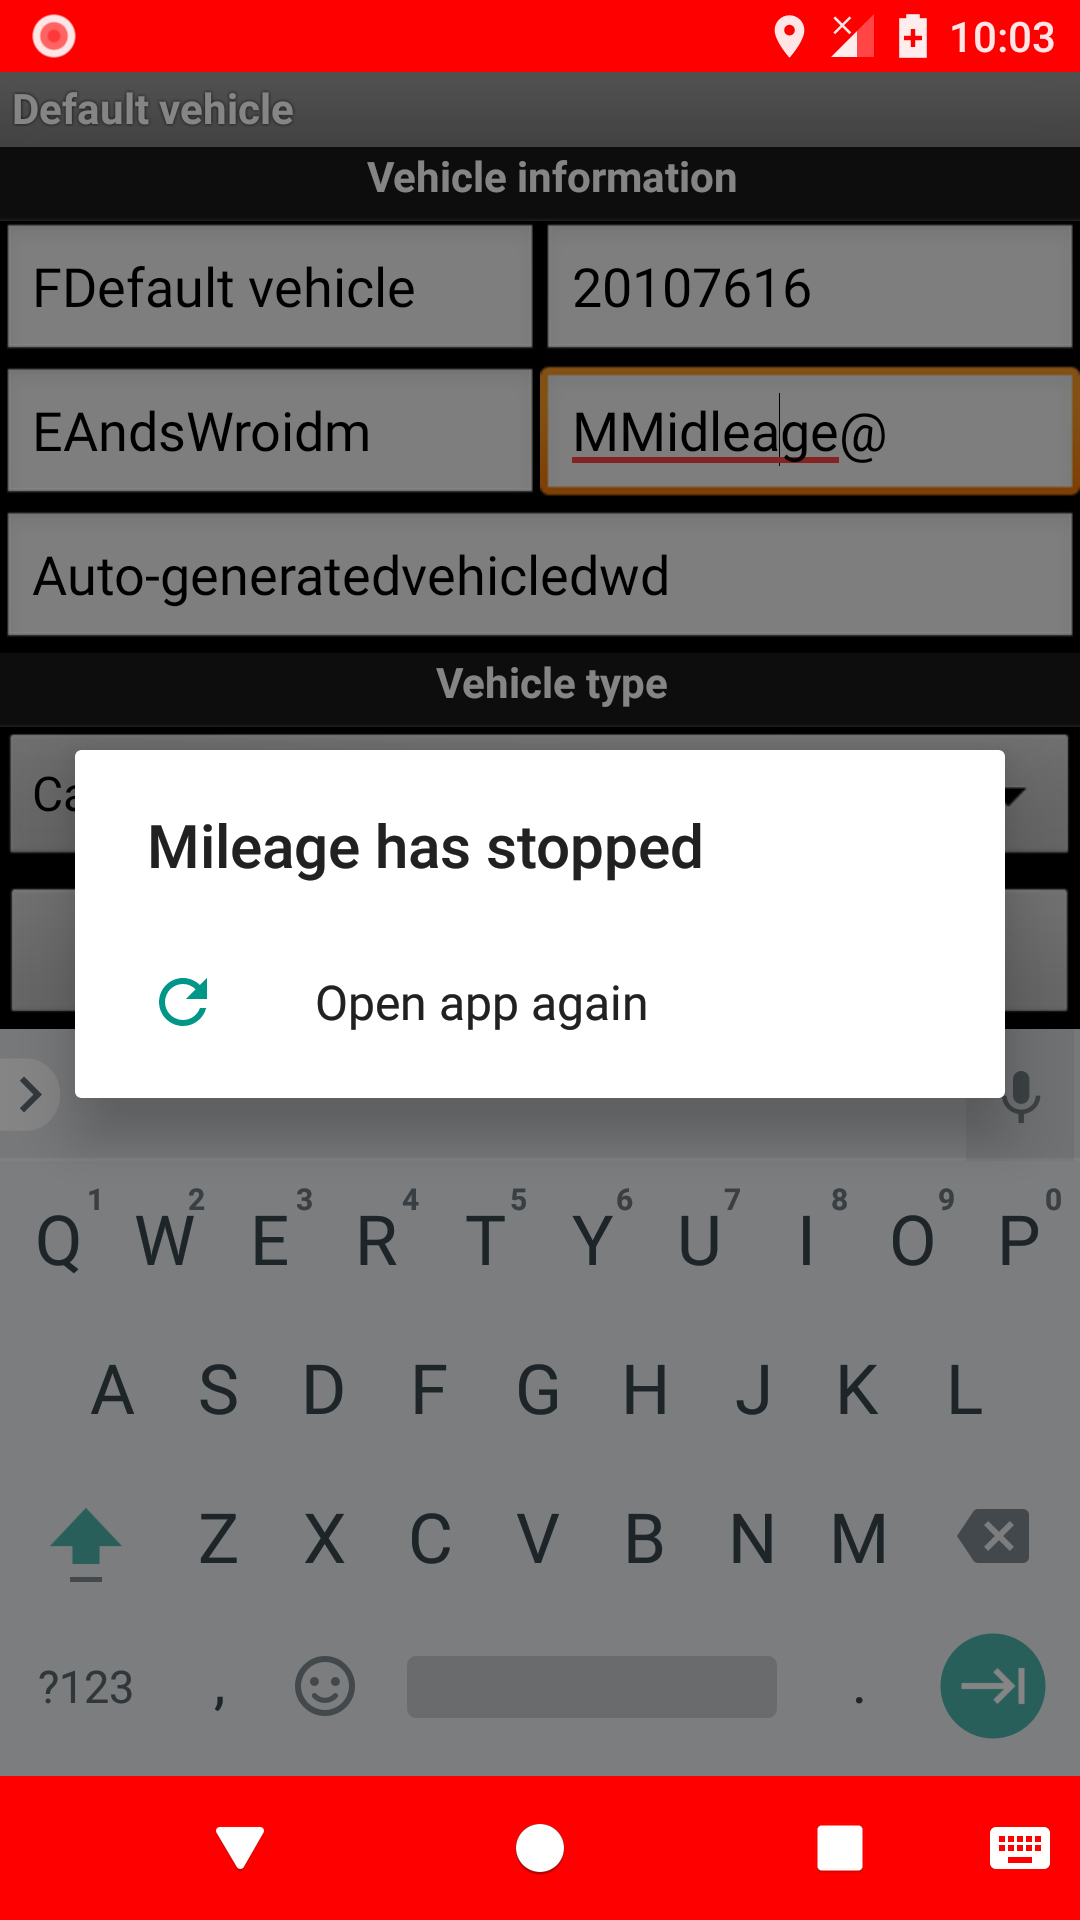 10:03
Default vehicle
Vehicle information
FDefault vehicle 20107616
EAndsWroidm MMidleage@
Auto-generatedvehicledwd
Vehicle type
Ca
Mileage has stopped
Open app again
1 2 3 4 5 6 7 8 9 0
Q W E R T Y U I O P
A S D F G H J K L
Z X C V B N M
?123 , .